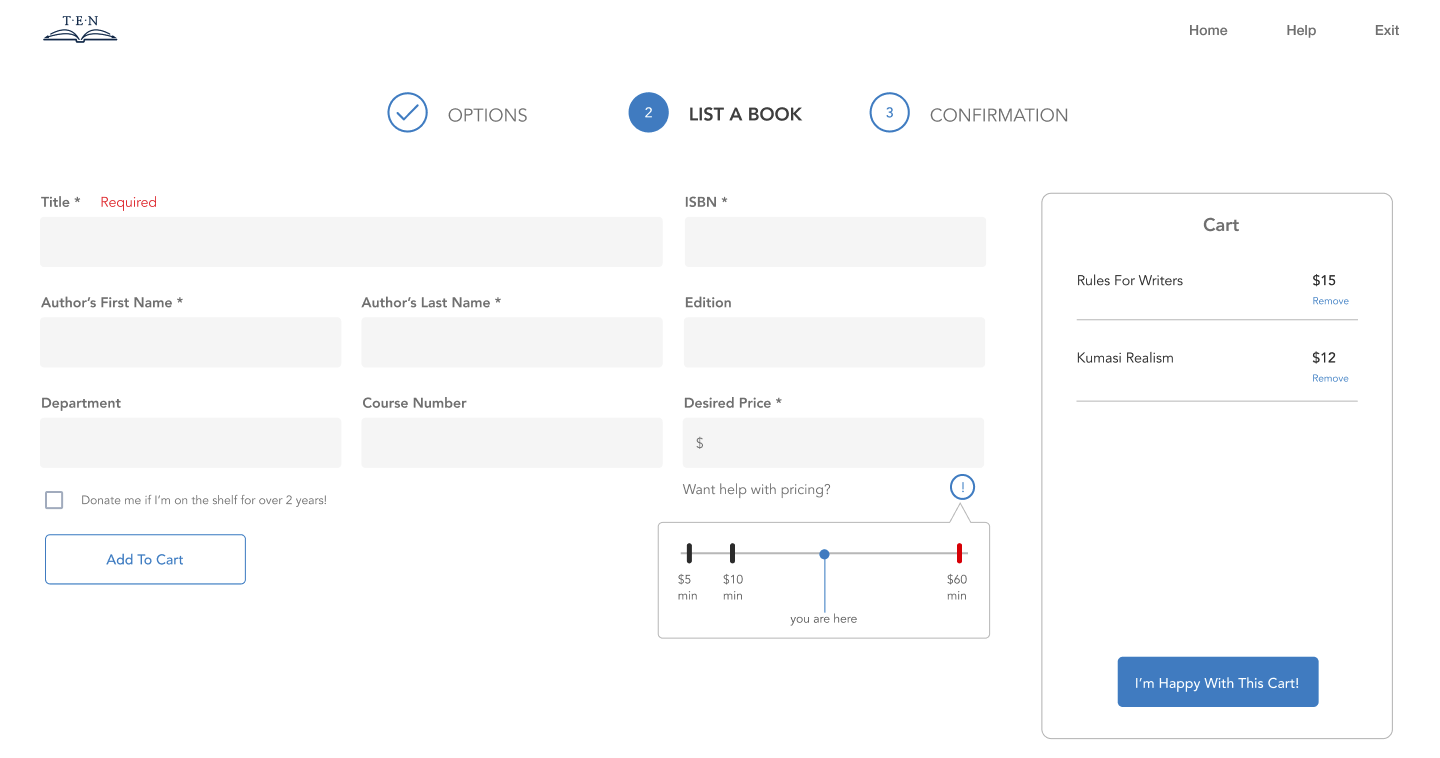 T·E·N
Home Help Exit
OPTIONS
2 LIST A BOOK
3 CONFIRMATION
Title * Required
ISBN *
Author’s First Name *
Author’s Last Name *
Edition
Department
Course Number
Desired Price *
$
Want help with pricing?
!
Donate me if I’m on the shelf for over 2 years!
Add To Cart
$5
min
$10
min
$60
min
you are here
Cart
Rules For Writers $15
Remove
Kumasi Realism $12
Remove
I’m Happy With This Cart!